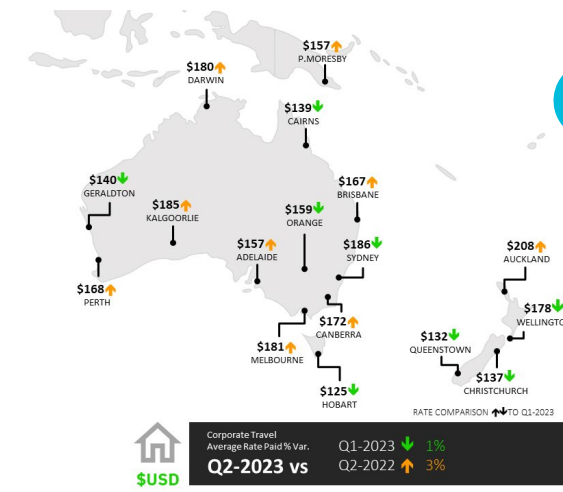 $157
P.MORESBY
$180
DARWIN
$139
CAIRNS
$140
GERALDTON
$185
KALGOORLIE
$167
BRISBANE
$159
ORANGE
$157
ADELAIDE
$186
SYDNEY
$208
AUCKLAND
$168
PERTH
$178
WELLINGTO
$172
CANBERRA
$132
QUEENSTOWN
$181
MELBOURNE
$137
CHRISTCHURCH
$125
HOBART
RATE COMPARISON ↑↓TO Q1-2023
Corporate Travel
Average Rate Paid % Var.
Q2-2023 vs
Q1-2023 ↓ 1%
Q2-2022 ↑ 3%
$USD